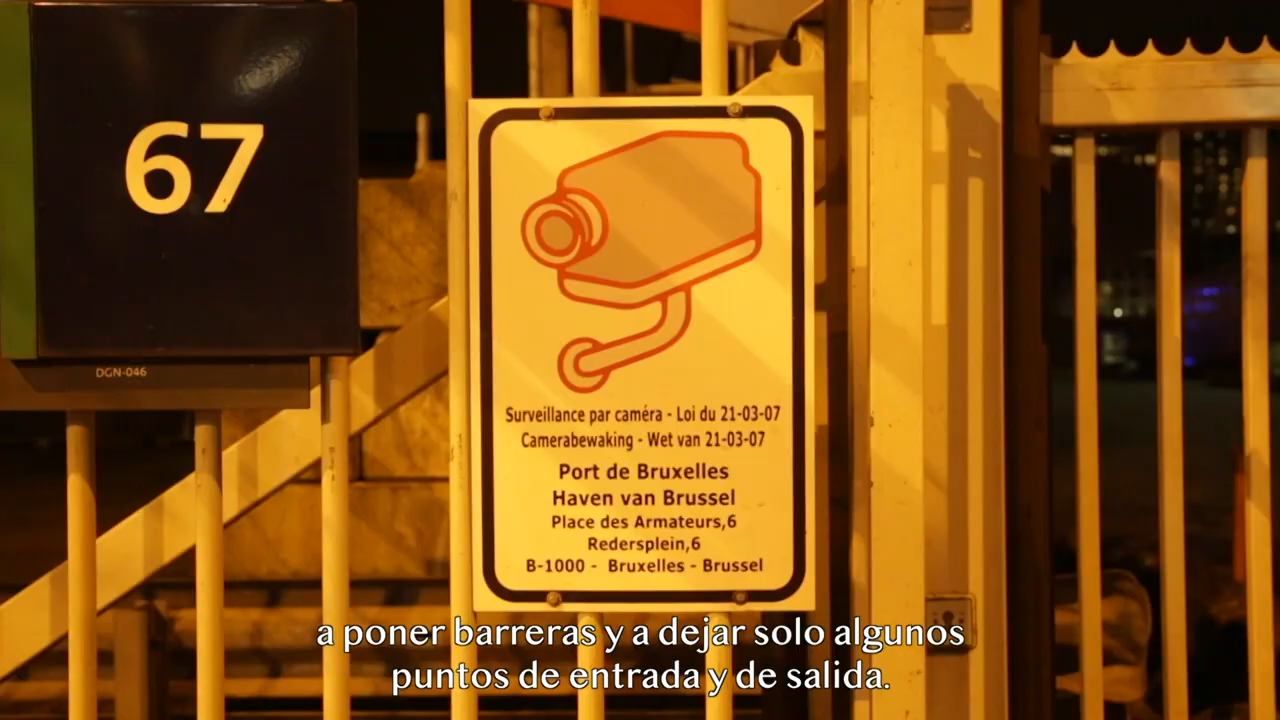 67
DGN-046
Surveillance par caméra - Loi du 21-03-07
Camerabewaking - Wet van 21-03-07
Port de Bruxelles
Haven van Brussel
Place des Armateurs,6
Redersplein,6
B-1000 - Bruxelles - Brussel
a poner barreras y a dejar solo algunos
puntos de entrada y de salida.